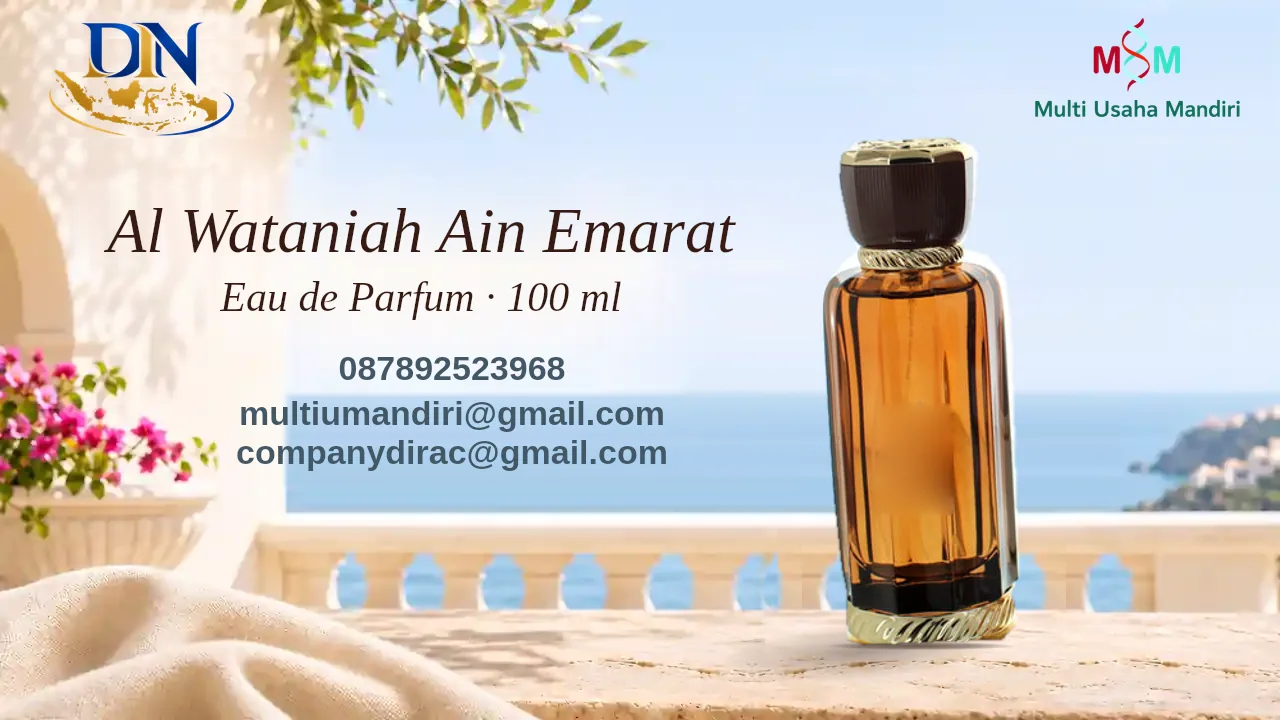 DIN
MSM
Multi Usaha Mandiri
Al Wataniah Ain Emarat
Eau de Parfum · 100 ml
087892523968
multiumandiri@gmail.com
companydirac@gmail.com